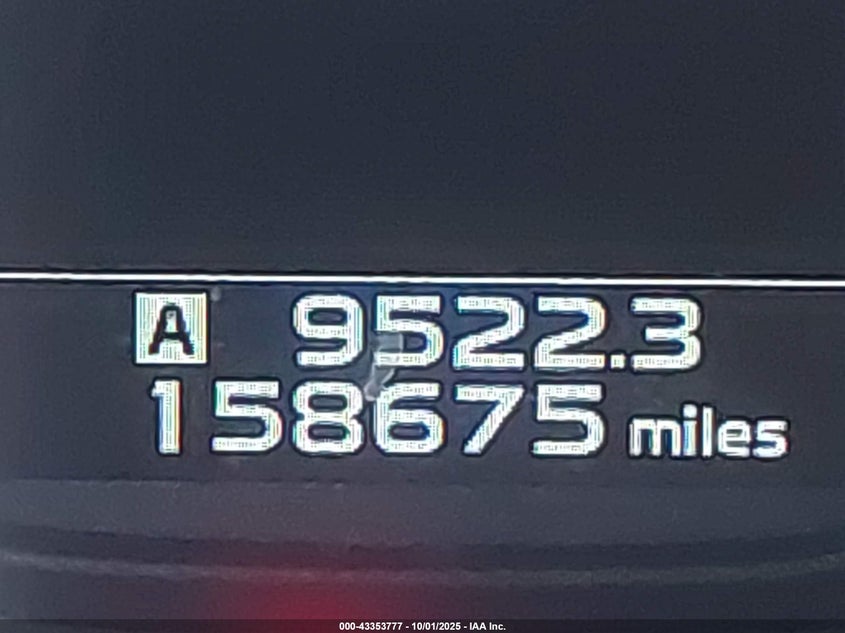 A 9522.3
158675 miles
000-43353777 - 10/01/2025 - IAA Inc.